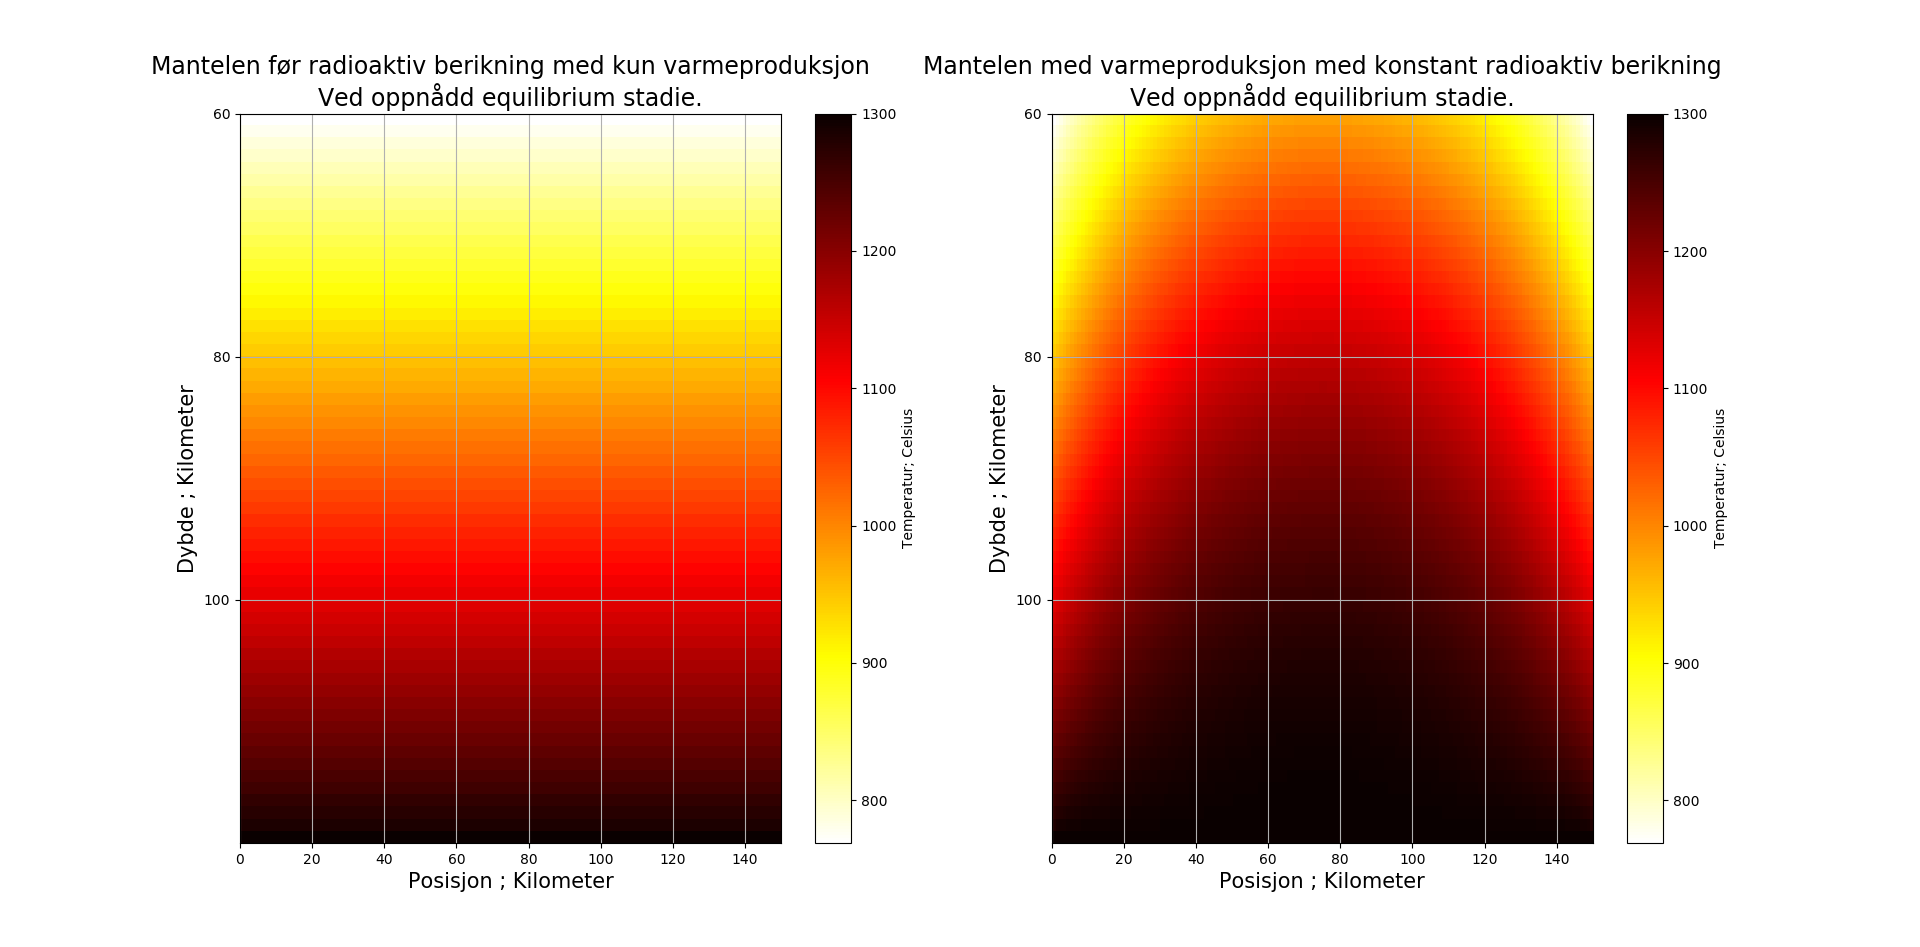 Mantelen før radioaktiv berikning med kun varmeproduksjon
Ved oppnådd equilibrium stadie.
60
80
100
Dybde ; Kilometer
0 20 40 60 80 100 120 140
Posisjon ; Kilometer
1300
1200
1100
1000
900
800
Temperatur; Celsius
Mantelen med varmeproduksjon med konstant radioaktiv berikning
Ved oppnådd equilibrium stadie.
60
80
100
Dybde ; Kilometer
0 20 40 60 80 100 120 140
Posisjon ; Kilometer
1300
1200
1100
1000
900
800
Temperatur; Celsius